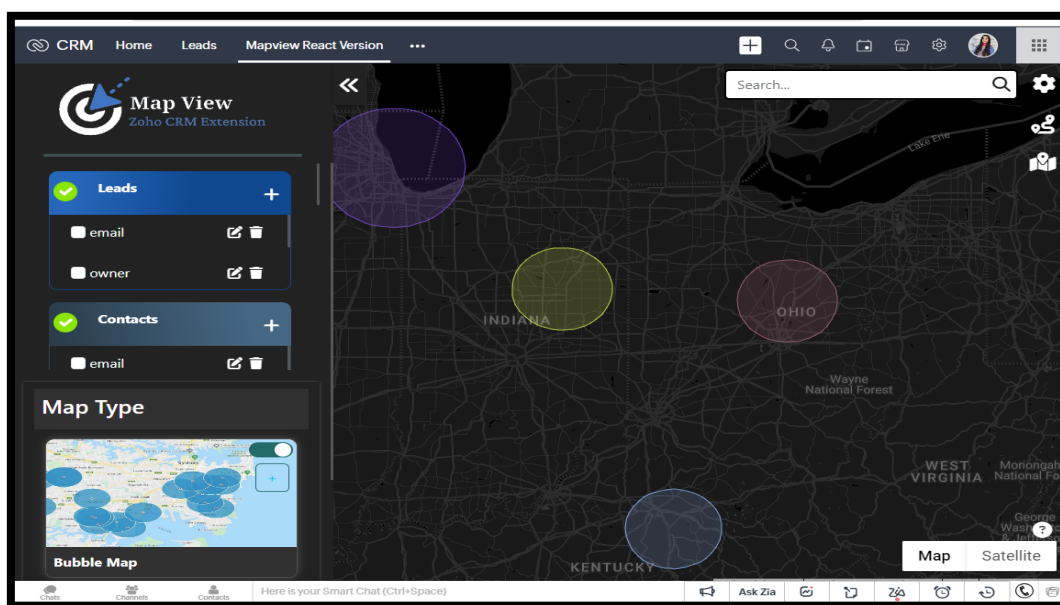 CRM Home Leads Mapview React Version
Map View
Zoho CRM Extension
Leads
email
owner
Contacts
email
Map Type
Bubble Map
Search...
Lake Erie
INDIANA
OHIO
Wayne
National Forest
WEST
VIRGINIA
Monongah
National Fo
George
KENTUCKY
?
Map Satellite
Chats Channels Contacts Here is your Smart Chat (Ctrl+Space) Ask Zia